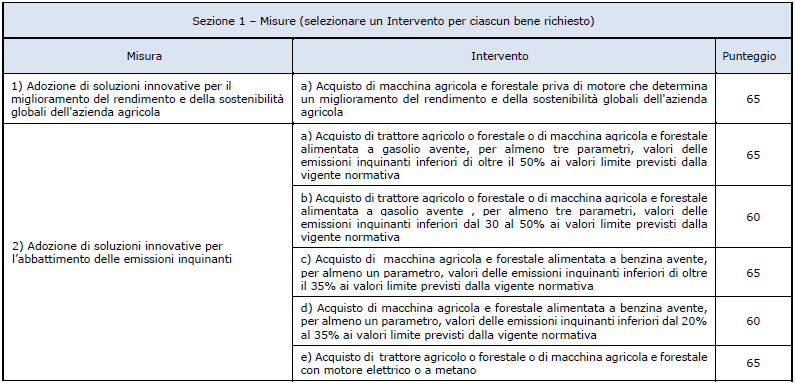 Sezione 1 – Misure (selezionare un Intervento per ciascun bene richiesto)
Misura
Intervento
Punteggio
1) Adozione di soluzioni innovative per il
miglioramento del rendimento e della sostenibilità
globali dell'azienda agricola
a) Acquisto di macchina agricola e forestale priva di motore che determina
un miglioramento del rendimento e della sostenibilità globali dell'azienda
agricola
65
2) Adozione di soluzioni innovative per
l'abbattimento delle emissioni inquinanti
a) Acquisto di trattore agricolo o forestale o di macchina agricola e forestale
alimentata a gasolio avente, per almeno tre parametri, valori delle
emissioni inquinanti inferiori di oltre il 50% ai valori limite previsti dalla
vigente normativa
65
b) Acquisto di trattore agricolo o forestale o di macchina agricola e forestale
alimentata a gasolio avente , per almeno tre parametri, valori delle
emissioni inquinanti inferiori dal 30 al 50% ai valori limite previsti dalla
vigente normativa
60
c) Acquisto di macchina agricola e forestale alimentata a benzina avente,
per almeno un parametro, valori delle emissioni inquinanti inferiori di oltre
il 35% ai valori limite previsti dalla vigente normativa
65
d) Acquisto di macchina agricola e forestale alimentata a benzina avente,
per almeno un parametro, valori delle emissioni inquinanti inferiori dal 20%
al 35% ai valori limite previsti dalla vigente normativa
60
e) Acquisto di trattore agricolo o forestale o di macchina agricola e forestale
con motore elettrico o a metano
65